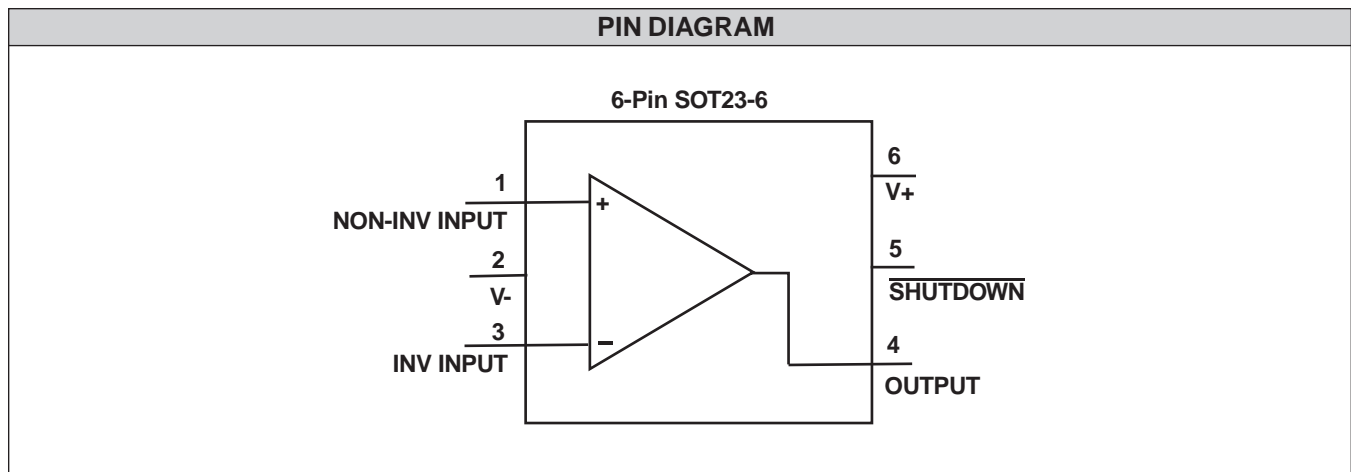 PIN DIAGRAM
6-Pin SOT23-6
1
NON-INV INPUT
2
V-
3
INV INPUT
+
−
6
V+
5
SHUTDOWN
4
OUTPUT